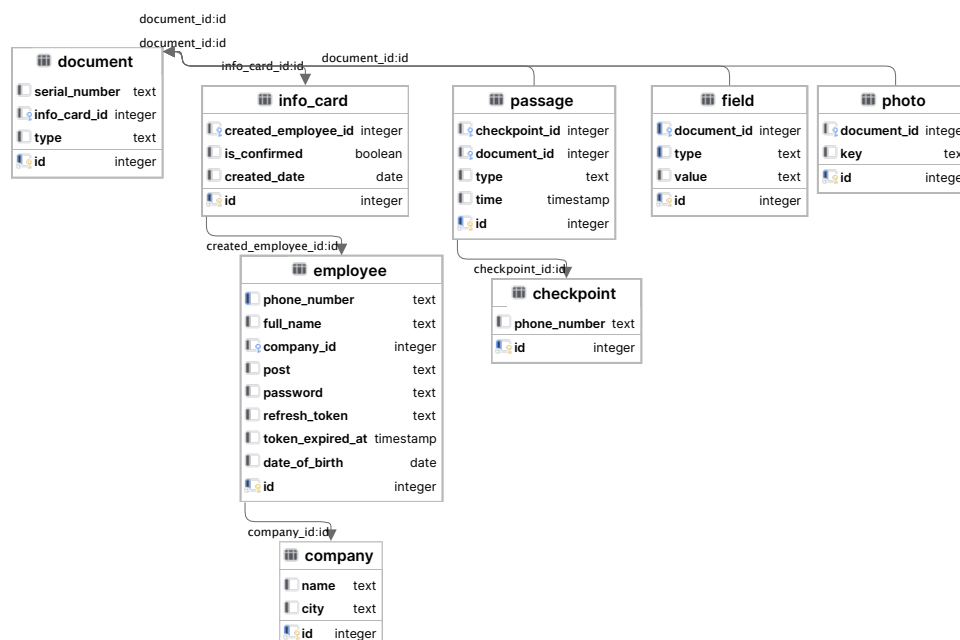 document_id:id
document_id:id
info_card_id:id
document_id:id
document
serial_number text
info_card_id integer
type text
id integer
info_card
created_employee_id integer
is_confirmed boolean
created_date date
id integer
passage
checkpoint_id integer
document_id integer
type text
time timestamp
id integer
field
document_id integer
type text
value text
id integer
photo
document_id
key
id
created_employee_id:id
employee
phone_number text
full_name text
company_id integer
post text
password text
refresh_token text
token_expired_at timestamp
date_of_birth date
id integer
checkpoint_id:id
checkpoint
phone_number text
id integer
company_id:id
company
name text
city text
id integer